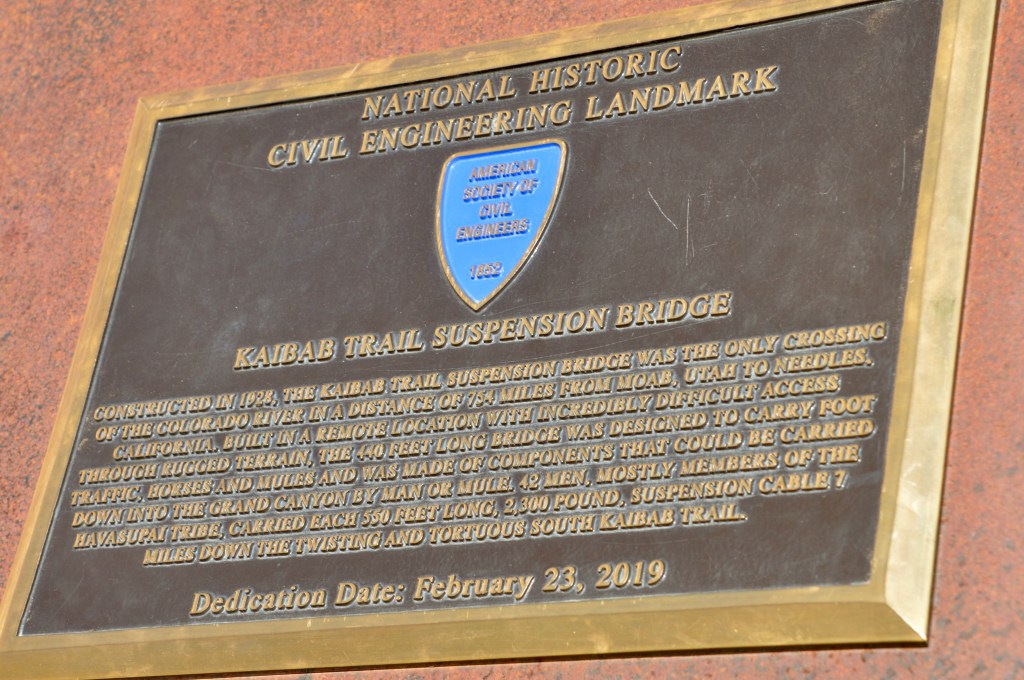 NATIONAL HISTORIC
CIVIL ENGINEERING LANDMARK
AMERICAN
SOCIETY OF
CIVIL
ENGINEERS
1852
KAIBAB TRAIL SUSPENSION BRIDGE
CONSTRUCTED IN 1928, THE KAIBAB TRAIL SUSPENSION BRIDGE WAS THE ONLY CROSSING
OF THE COLORADO RIVER IN A DISTANCE OF 754 MILES FROM MOAB, UTAH TO NEEDLES,
CALIFORNIA. BUILT IN A REMOTE LOCATION WITH INCREDIBLY DIFFICULT ACCESS
THROUGH RUGGED TERRAIN, THE 440 FEET LONG BRIDGE WAS DESIGNED TO CARRY FOOT
TRAFFIC, HORSES AND MULES AND WAS MADE OF COMPONENTS THAT COULD BE CARRIED
DOWN INTO THE GRAND CANYON BY MAN OR MULE. 42 MEN, MOSTLY MEMBERS OF THE
HAVASUPAI TRIBE, CARRIED EACH 550 FEET LONG, 2,300 POUND, SUSPENSION CABLE 7
MILES DOWN THE TWISTING AND TORTUOUS SOUTH KAIBAB TRAIL.
Dedication Date: February 23, 2019